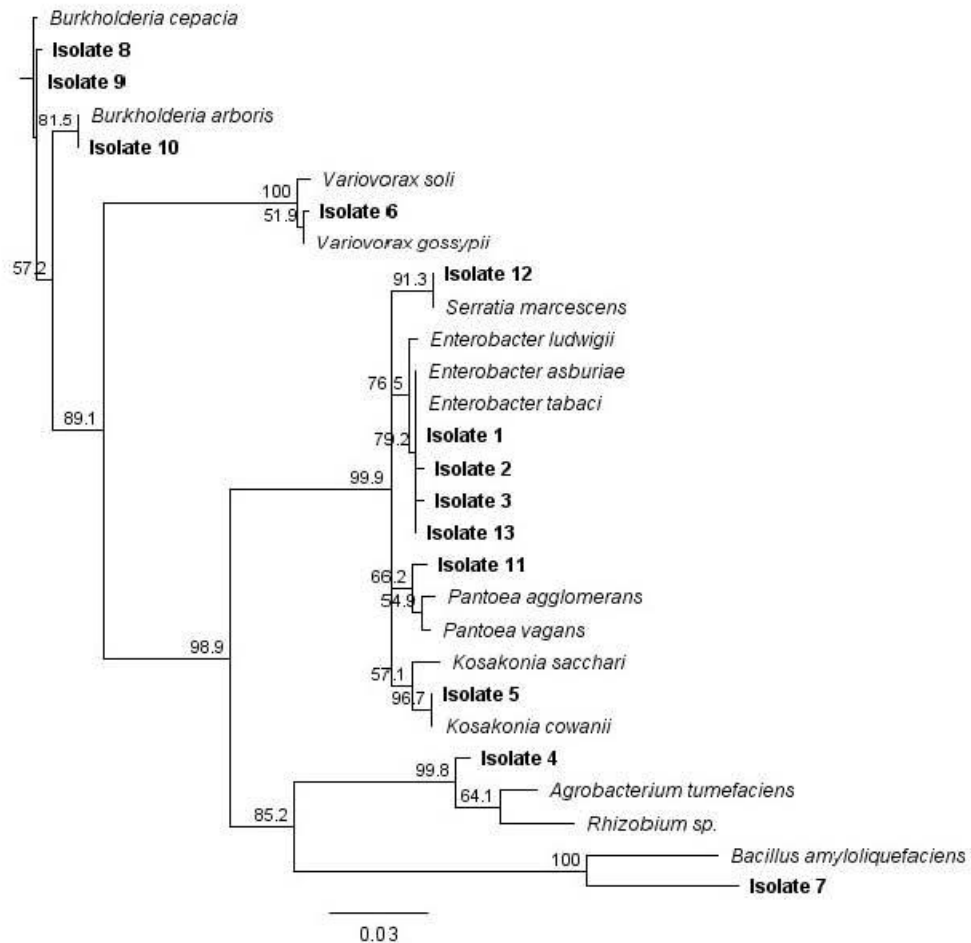 Burkholderia cepacia
Isolate 8
Isolate 9
81.5
Burkholderia arboris
Isolate 10
Variovorax soli
100
51.9
Isolate 6
Variovorax gossypii
57.2
Isolate 12
91.3
Serratia marcescens
Enterobacter ludwigii
Enterobacter asburiae
76.5
Enterobacter tabaci
89.1
79.2
Isolate 1
Isolate 2
99.9
Isolate 3
Isolate 13
Isolate 11
66.2
54.9
Pantoea agglomerans
Pantoea vagans
98.9
Kosakonia sacchari
57.1
96.7
Isolate 5
Kosakonia cowanii
Isolate 4
99.8
64.1
Agrobacterium tumefaciens
85.2
Rhizobium sp.
Bacillus amyloliquefaciens
100
Isolate 7
0.03